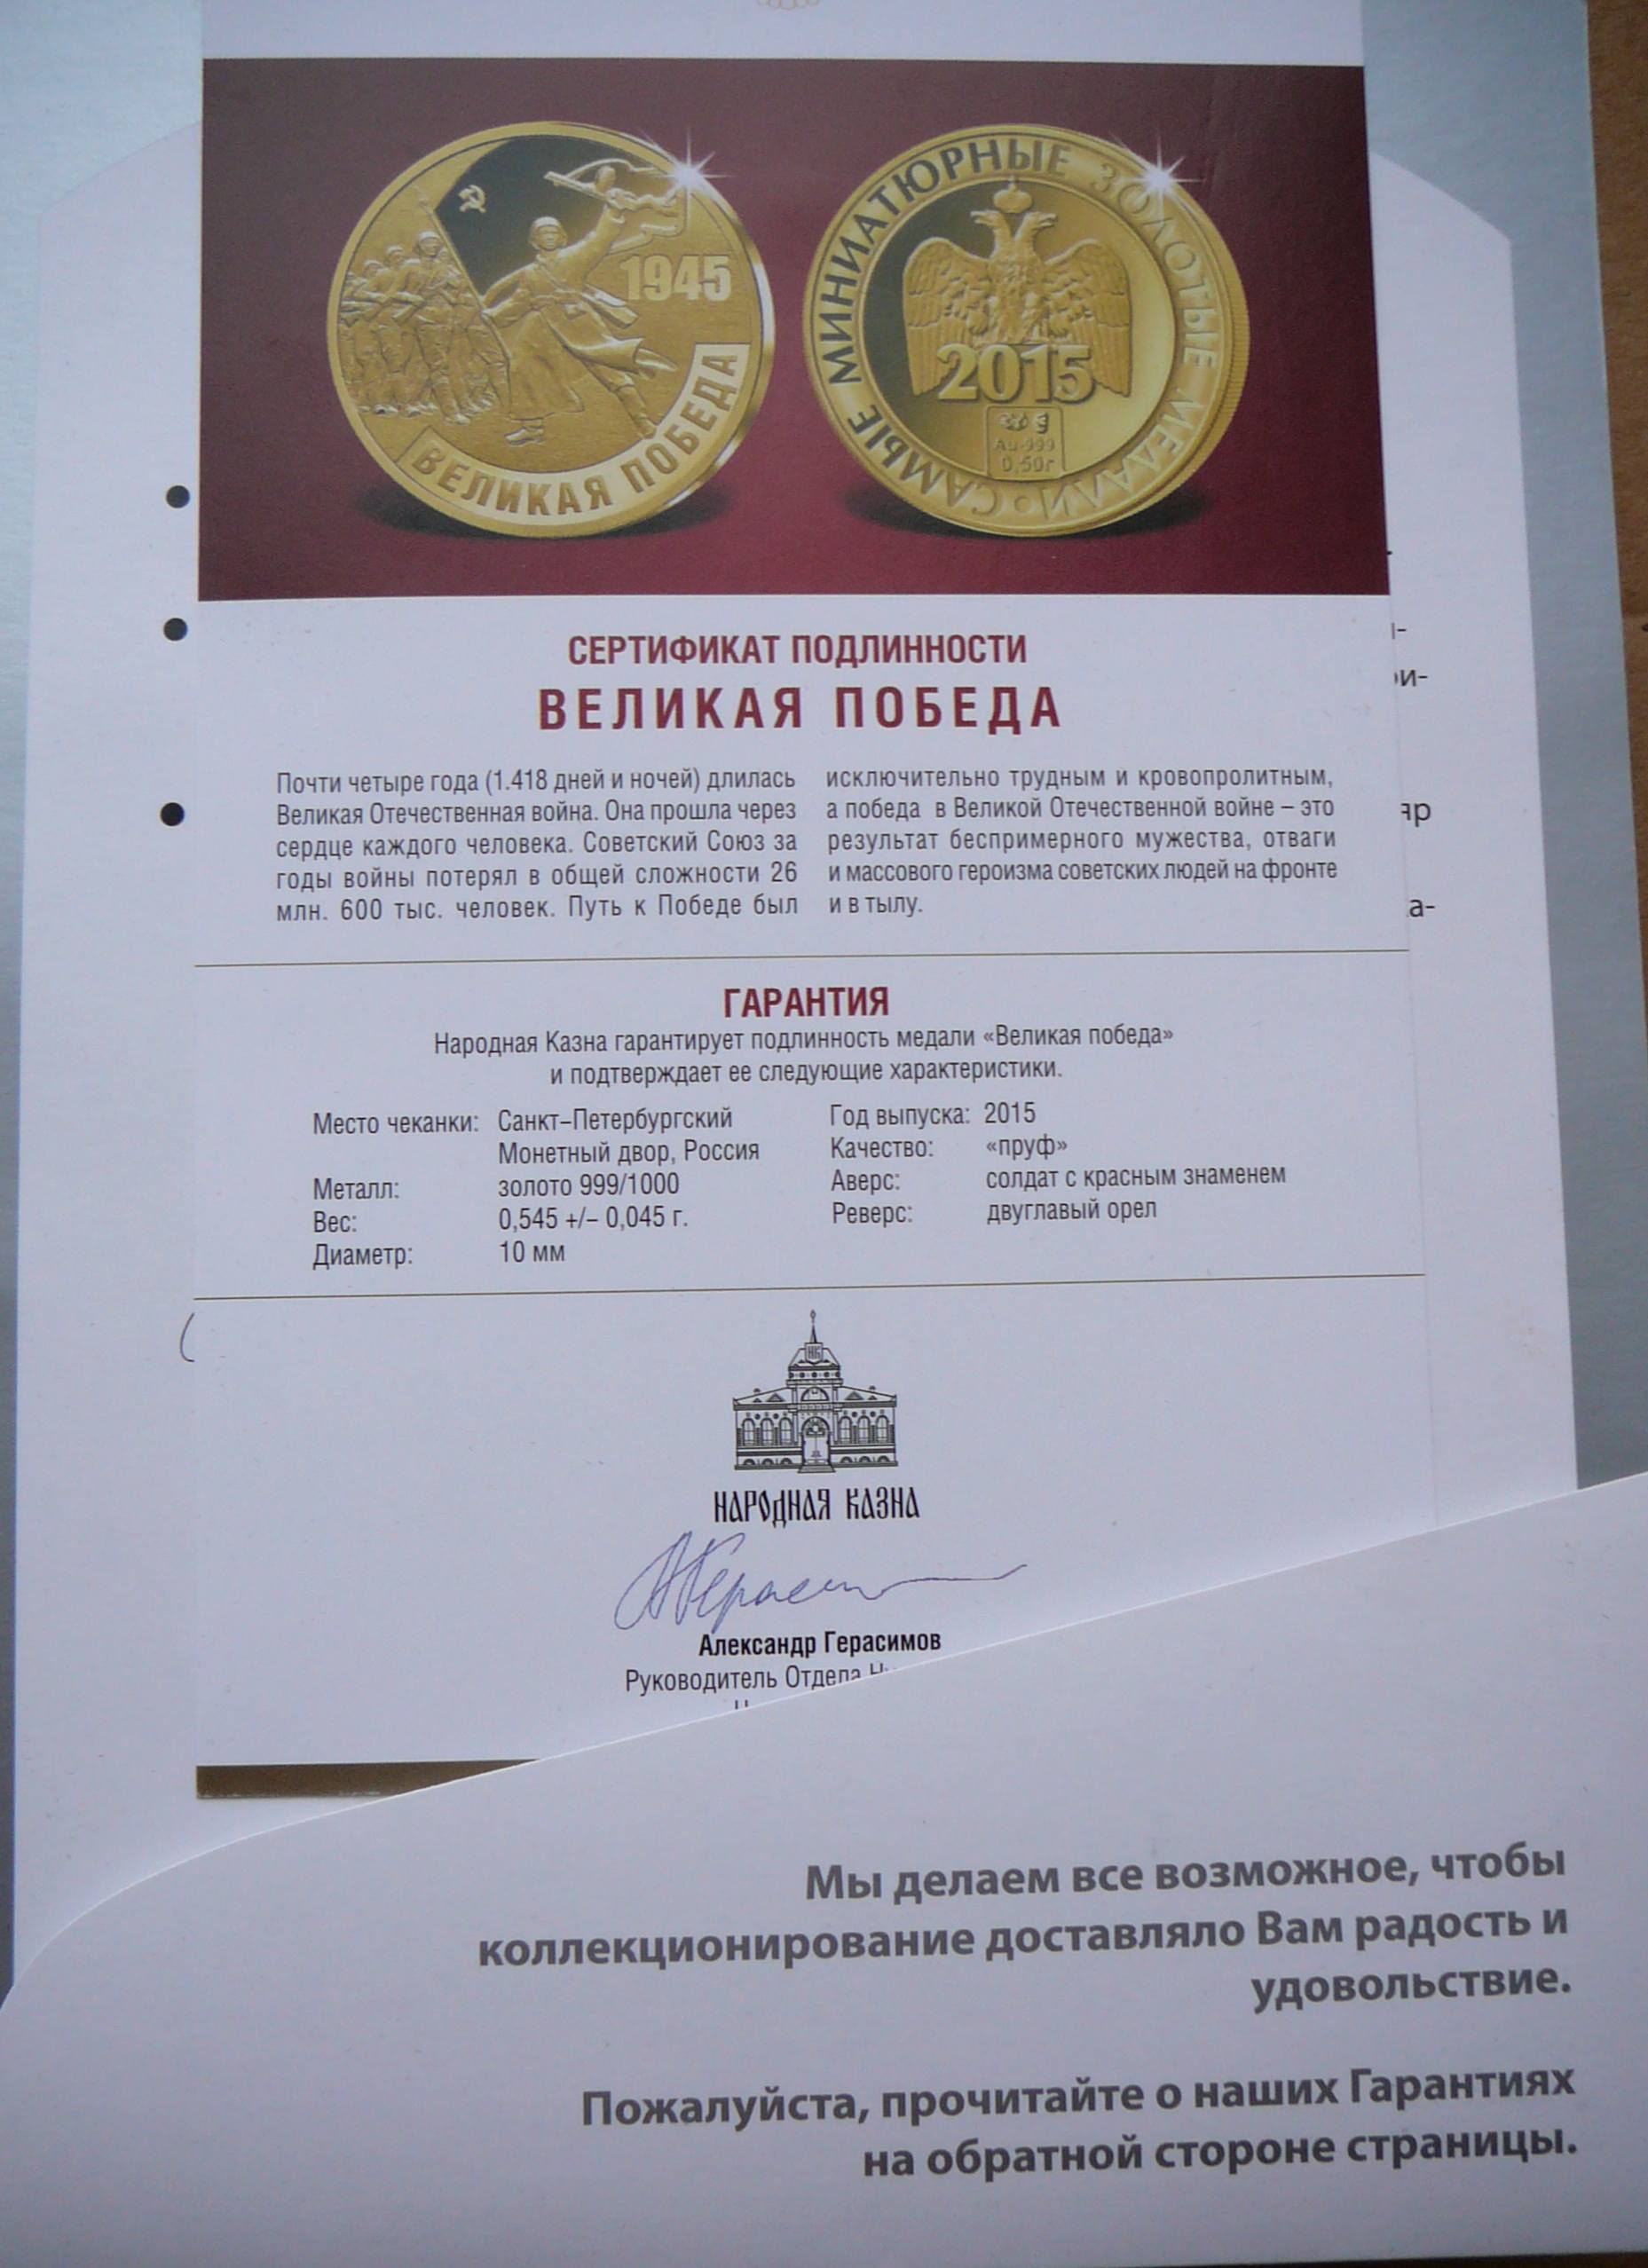 1945
ВЕЛИКАЯ ПОБЕДА
САМЫЕ МИНИАТЮРНЫЕ ЗОЛОТЫЕ МЕДАЛИ
2015
Au-999
0,50г
СЕРТИФИКАТ ПОДЛИННОСТИ
ВЕЛИКАЯ ПОБЕДА
Почти четыре года (1.418 дней и ночей) длилась
Великая Отечественная война. Она прошла через
сердце каждого человека. Советский Союз за
годы войны потерял в общей сложности 26
млн. 600 тыс. человек. Путь к Победе был
исключительно трудным и кровопролитным,
а победа в Великой Отечественной войне – это
результат беспримерного мужества, отваги
и массового героизма советских людей на фронте
и в тылу.
ГАРАНТИЯ
Народная Казна гарантирует подлинность медали «Великая победа»
и подтверждает ее следующие характеристики.
Место чеканки: Санкт–Петербургский
Монетный двор, Россия
Металл: золото 999/1000
Вес: 0,545 +/– 0,045 г.
Диаметр: 10 мм
Год выпуска: 2015
Качество: «пруф»
Аверс: солдат с красным знаменем
Реверс: двуглавый орел
НК
НАРОДНАЯ КАЗНА
Александр Герасимов
Руководитель Отдела
Мы делаем все возможное, чтобы
коллекционирование доставляло Вам радость и
удовольствие.
Пожалуйста, прочитайте о наших Гарантиях
на обратной стороне страницы.